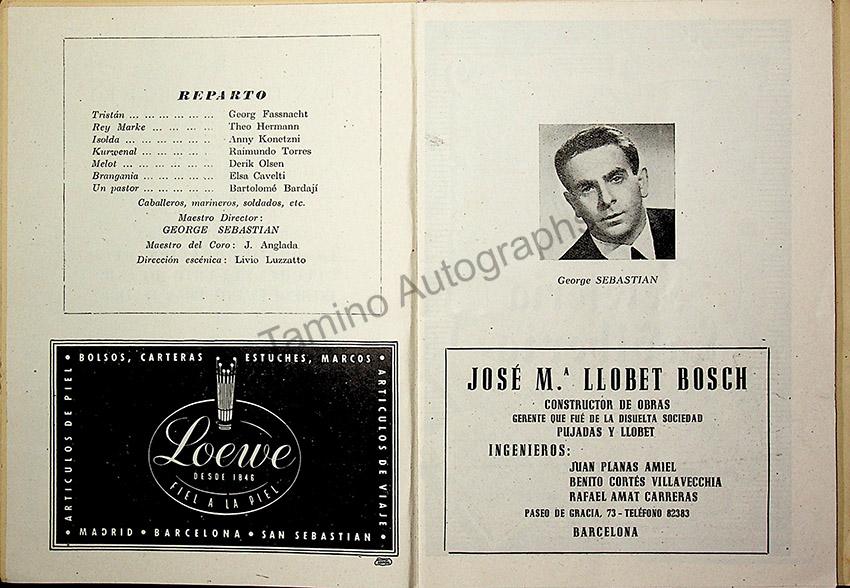 REPARTO
Tristán ... ... ... ... ... ... Georg Fassnacht
Rey Marke ... ... ... ... Theo Hermann
Isolda ... ... ... ... ... ... Anny Konetzni
Kurwenal ... ... ... ... . Raimundo Torres
Melot ... ... ... ... ... ... Derik Olsen
Brangania ... ... ... ... Elsa Cavelti
Un pastor ... ... ... ... Bartolomé Bardají
Caballeros, marineros, soldados, etc.
Maestro Director:
GEORGE SEBASTIAN
Maestro del Coro: J. Anglada
Dirección escénica: Livio Luzzatto
• BOLSOS, CARTERAS ESTUCHES, MARCOS •
ARTICULOS DE PIEL
ARTICULOS DE VIAJE
Loewe
DESDE 1846
FIEL A LA PIEL
• MADRID • BARCELONA • SAN SEBASTIAN •
George SEBASTIAN
JOSÉ M.ª LLOBET BOSCH
CONSTRUCTOR DE OBRAS
GERENTE QUE FUÉ DE LA DISUELTA SOCIEDAD
PUJADAS Y LLOBET
INGENIEROS:
JUAN PLANAS AMIEL
BENITO CORTÉS VILLAVECCHIA
RAFAEL AMAT CARRERAS
PASEO DE GRACIA, 73 - TELÉFONO 82383
BARCELONA
Tamino Autographs